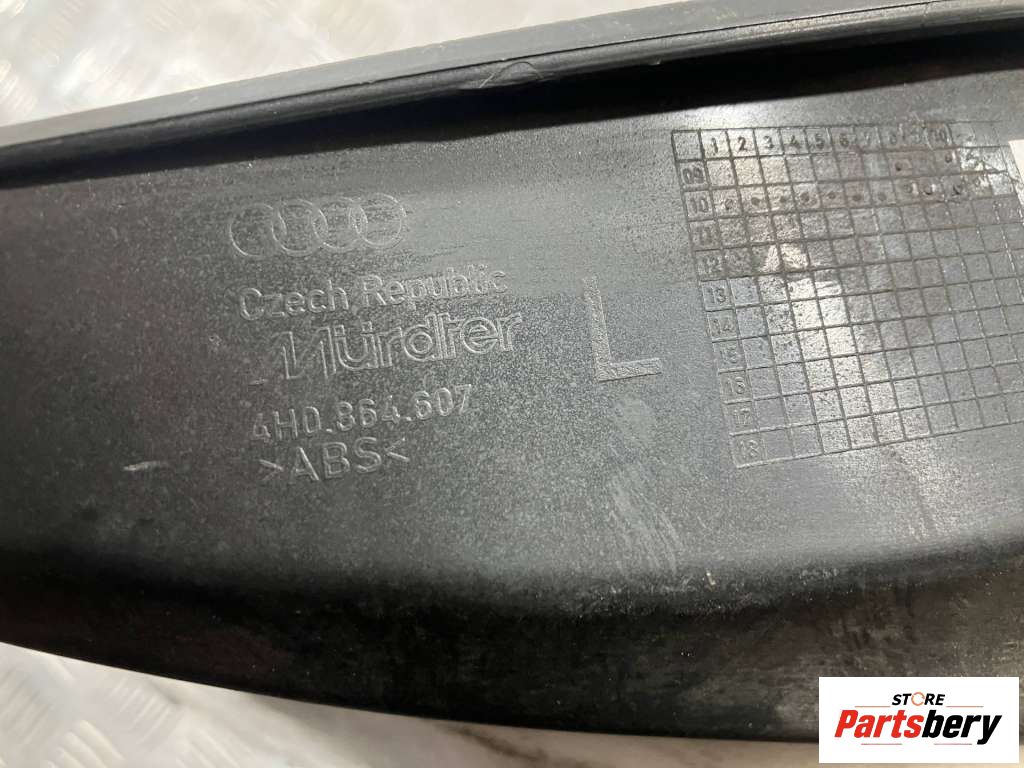 Czech Republic
Mürdter
L
4H0.864.607
>ABS<
1 2 3 4 5 6 7 8 9 10
09
10
11
12
13
14
15
16
17
18
STORE
Partsbery